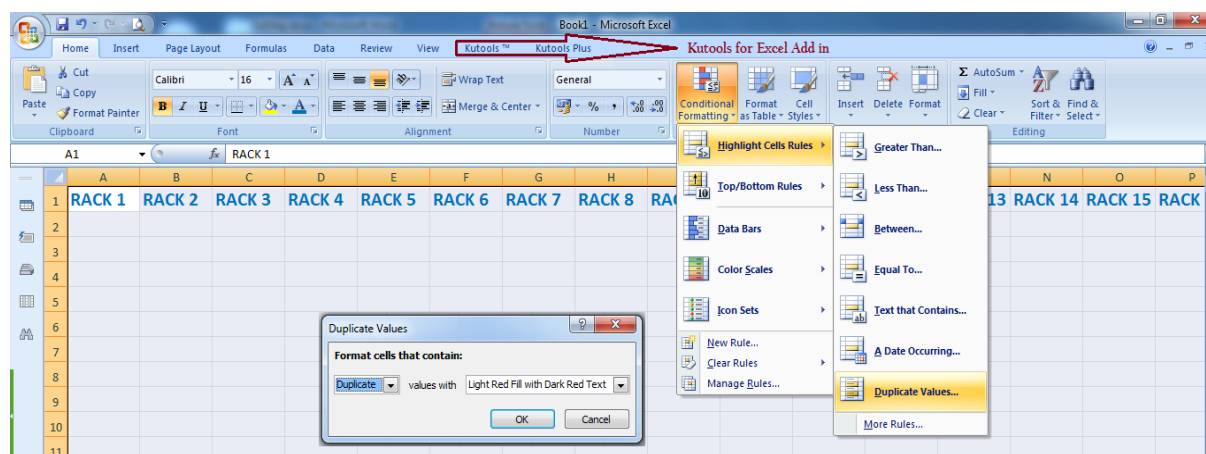 Book1 - Microsoft Excel
Home Insert Page Layout Formulas Data Review View Kutools ™ Kutools Plus Kutools for Excel Add in
Cut
Copy
Format Painter
Paste
Clipboard
Calibri 16
B I U
Font
Wrap Text
Merge & Center
Alignment
General
% ,
Number
Conditional Formatting
Format as Table
Cell Styles
Insert Delete Format
Σ AutoSum
Fill
Clear
Sort & Filter
Find & Select
Editing
A1 fx RACK 1
A B C D E F G H N O P
1 RACK 1 RACK 2 RACK 3 RACK 4 RACK 5 RACK 6 RACK 7 RACK 8 RA 13 RACK 14 RACK 15 RACK
2
3
4
5
6
7
8
9
10
11
Highlight Cells Rules
Top/Bottom Rules
Data Bars
Color Scales
Icon Sets
New Rule...
Clear Rules
Manage Rules...
Greater Than...
Less Than...
Between...
Equal To...
Text that Contains...
A Date Occurring...
Duplicate Values...
More Rules...
Duplicate Values
Format cells that contain:
Duplicate values with Light Red Fill with Dark Red Text
OK Cancel